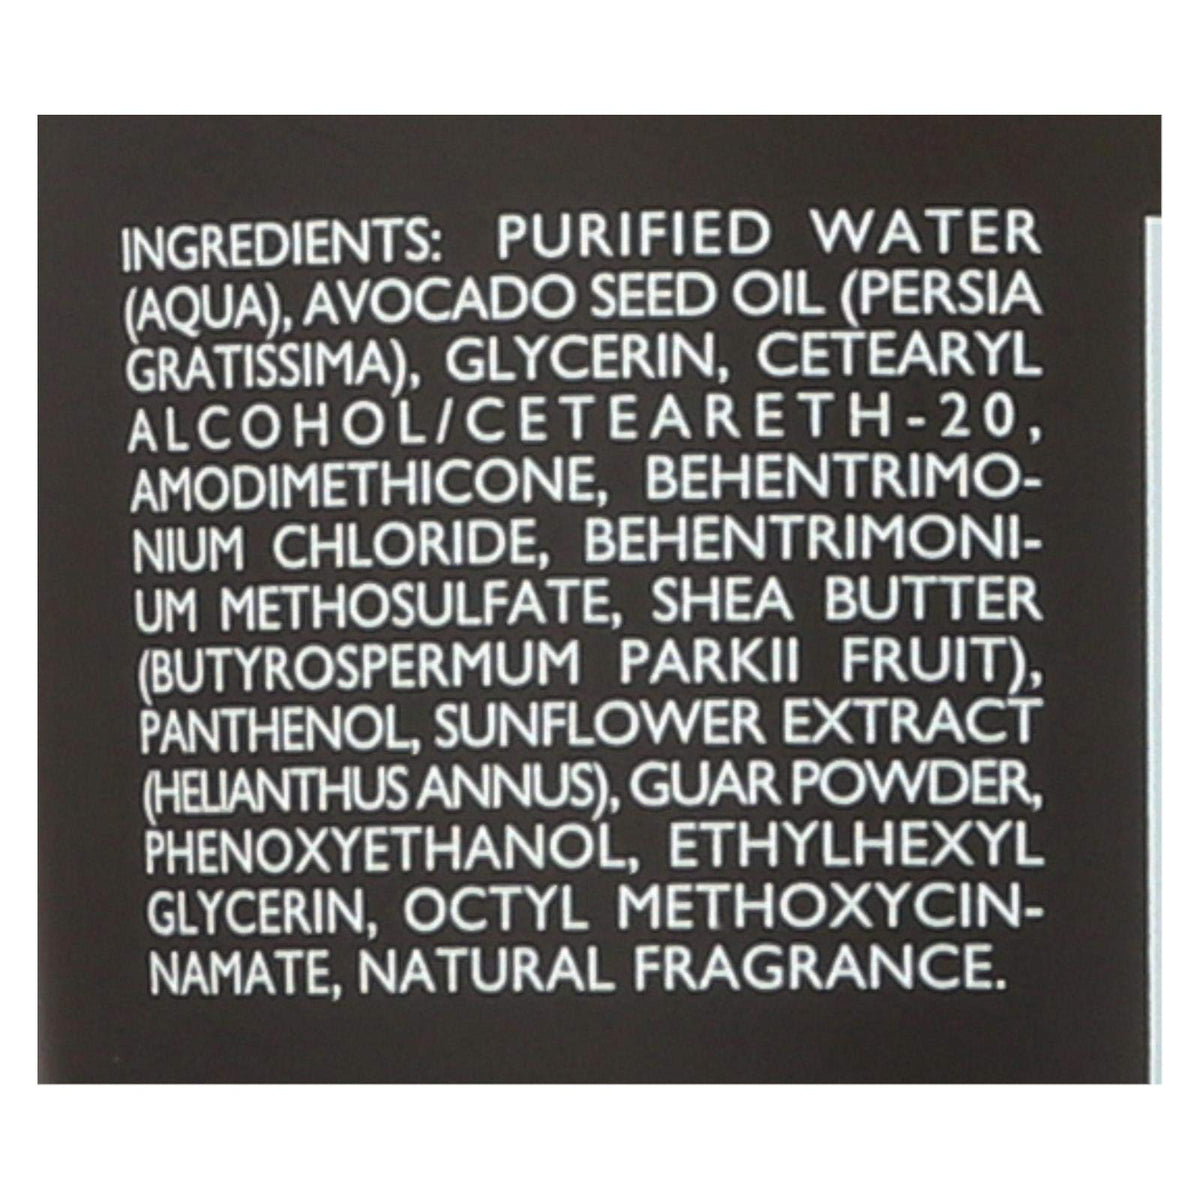 INGREDIENTS: PURIFIED WATER
(AQUA), AVOCADO SEED OIL (PERSIA
GRATISSIMA), GLYCERIN, CETEARYL
ALCOHOL/CETEARETH-20,
AMODIMETHICONE, BEHENTRIMO-
NIUM CHLORIDE, BEHENTRIMONI-
UM METHOSULFATE, SHEA BUTTER
(BUTYROSPERMUM PARKII FRUIT),
PANTHENOL, SUNFLOWER EXTRACT
(HELIANTHUS ANNUS), GUAR POWDER,
PHENOXYETHANOL, ETHYLHEXYL
GLYCERIN, OCTYL METHOXYCIN-
NAMATE, NATURAL FRAGRANCE.